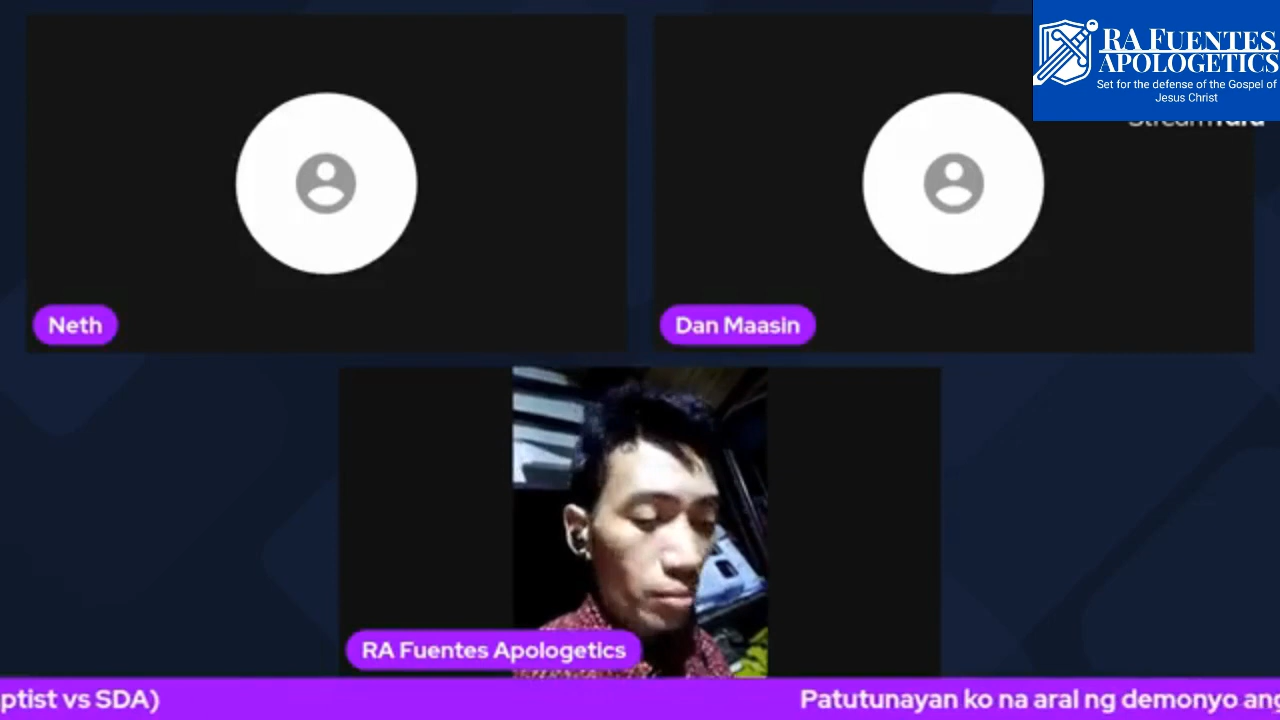 RA FUENTES
APOLOGETICS
Set for the defense of the Gospel of
Jesus Christ
StreamYard
Neth
Dan Maasin
RA Fuentes Apologetics
ptist vs SDA)
Patutunayan ko na aral ng demonyo ang